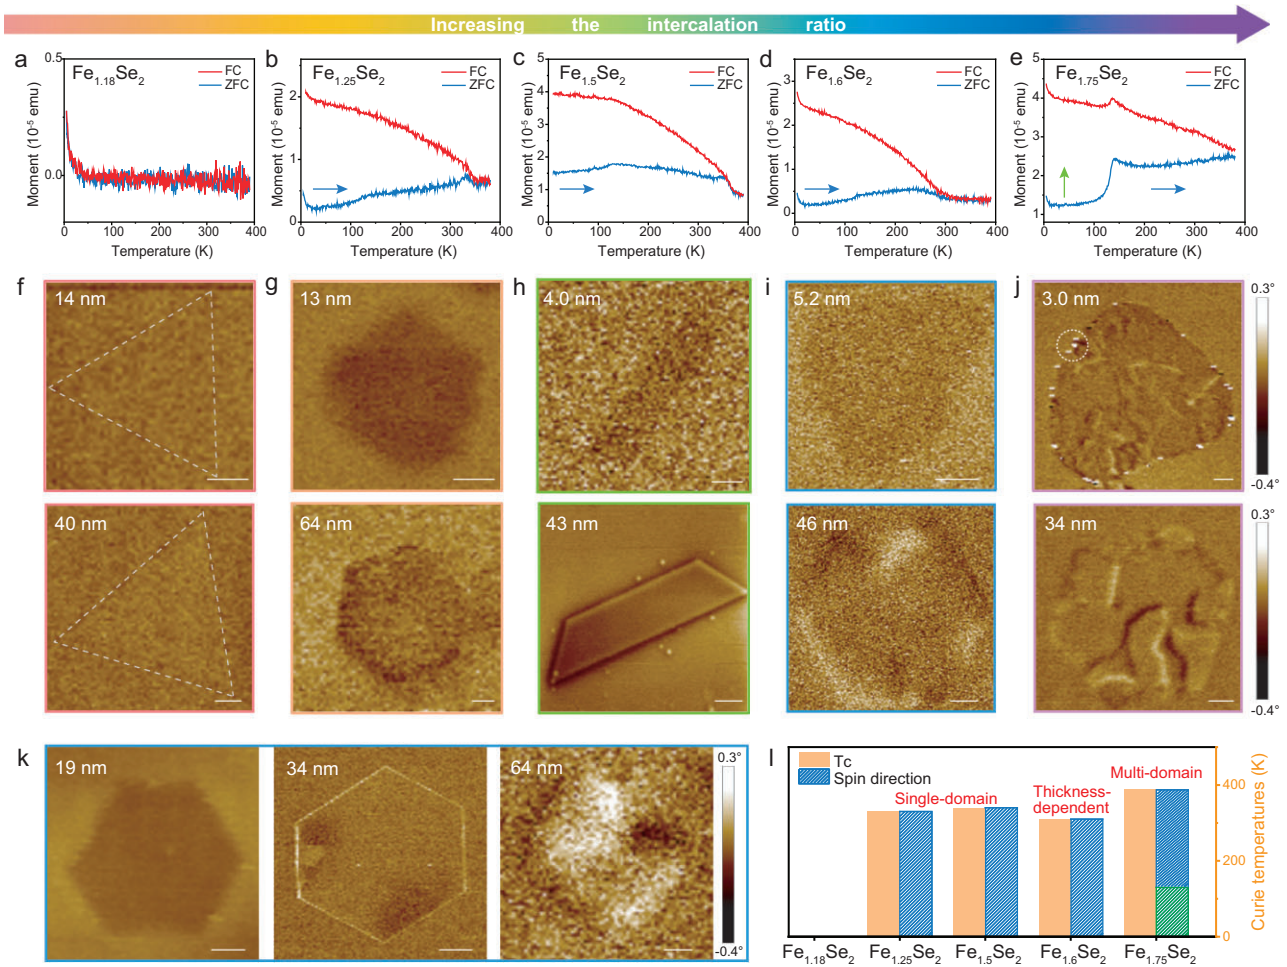 Increasing the intercalation ratio
a
0.5
Fe1.18Se2
FC
ZFC
Moment (10-5 emu)
0.0
0 100 200 300 400
Temperature (K)
b
Fe1.25Se2
FC
ZFC
Moment (10-5 emu)
2
1
0
0 100 200 300 400
Temperature (K)
c
Fe1.5Se2
FC
ZFC
Moment (10-5 emu)
5
4
3
2
1
0
0 100 200 300 400
Temperature (K)
d
Fe1.6Se2
FC
ZFC
Moment (10-5 emu)
3
2
1
0
0 100 200 300 400
Temperature (K)
e
Fe1.75Se2
FC
ZFC
Moment (10-5 emu)
5
4
3
2
1
0 100 200 300 400
Temperature (K)
f
14 nm
40 nm
g
13 nm
64 nm
h
4.0 nm
43 nm
i
5.2 nm
46 nm
j
3.0 nm
0.3°
-0.4°
34 nm
0.3°
-0.4°
k
19 nm
34 nm
64 nm
0.3°
-0.4°
l
Tc
Spin direction
Single-domain
Thickness-
dependent
Multi-domain
400
200
0
Curie temperatures (K)
Fe1.18Se2 Fe1.25Se2 Fe1.5Se2 Fe1.6Se2 Fe1.75Se2